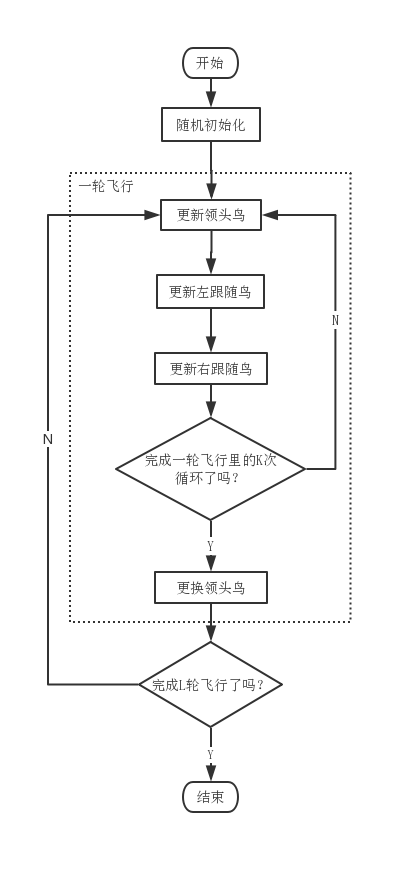 开始
随机初始化
一轮飞行
更新领头鸟
更新左跟随鸟
N
更新右跟随鸟
N
完成一轮飞行里的K次
循环了吗？
Y
更换领头鸟
完成L轮飞行了吗？
Y
结束